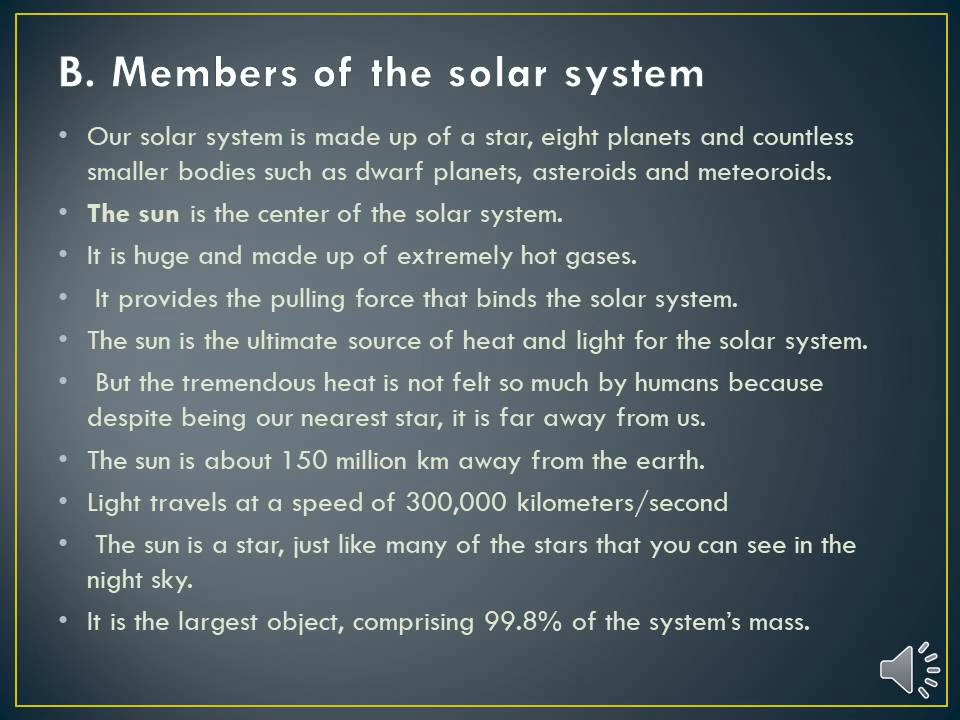 B. Members of the solar system
• Our solar system is made up of a star, eight planets and countless
smaller bodies such as dwarf planets, asteroids and meteoroids.
• The sun is the center of the solar system.
• It is huge and made up of extremely hot gases.
• It provides the pulling force that binds the solar system.
• The sun is the ultimate source of heat and light for the solar system.
• But the tremendous heat is not felt so much by humans because
despite being our nearest star, it is far away from us.
• The sun is about 150 million km away from the earth.
• Light travels at a speed of 300,000 kilometers/second
• The sun is a star, just like many of the stars that you can see in the
night sky.
• It is the largest object, comprising 99.8% of the system’s mass.